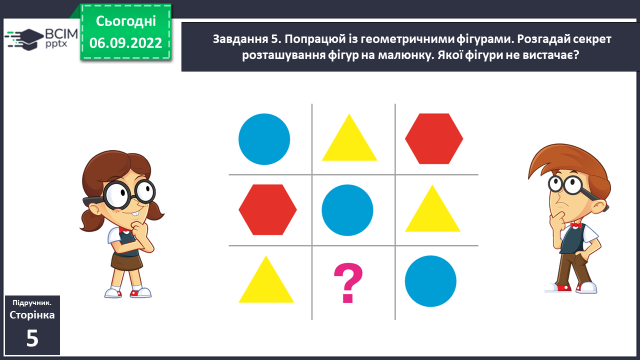 ВСІМ
pptx
Сьогодні
06.09.2022
Завдання 5. Попрацюй із геометричними фігурами. Розгадай секрет
розташування фігур на малюнку. Якої фігури не вистачає?
?
Підручник.
Сторінка
5